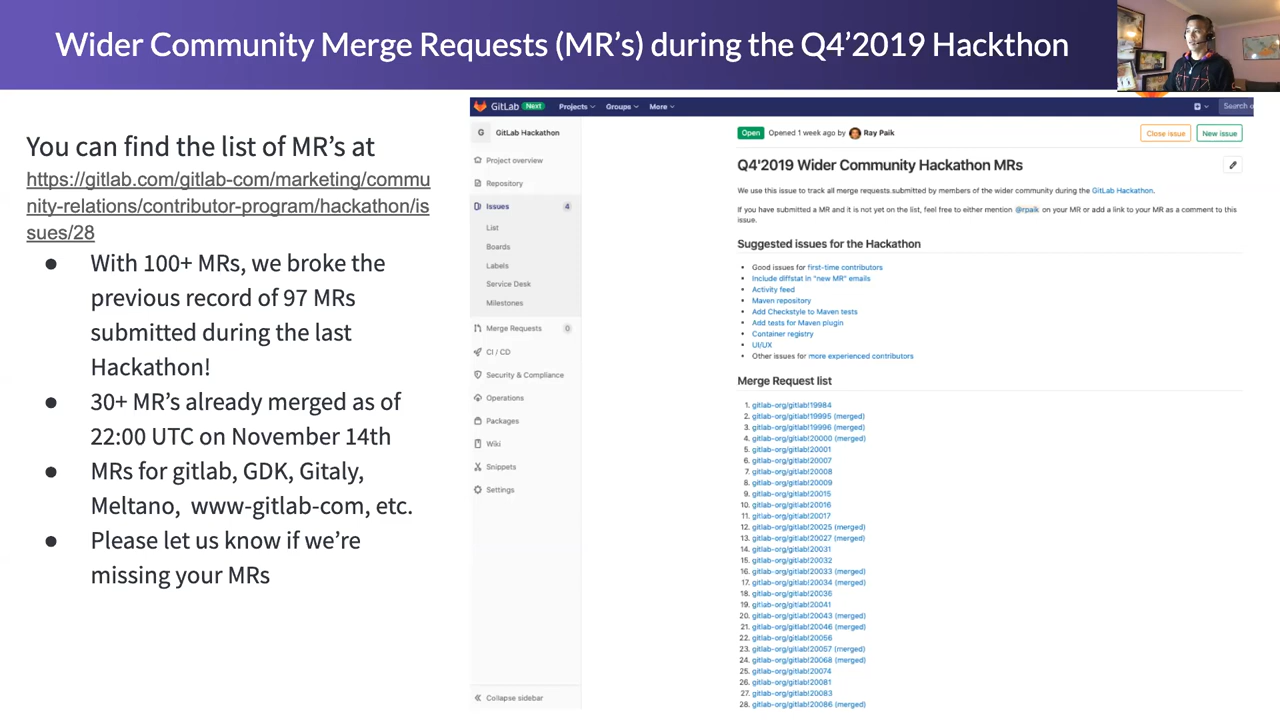 Wider Community Merge Requests (MR’s) during the Q4’2019 Hackthon
You can find the list of MR’s at
https://gitlab.com/gitlab-com/marketing/commu
nity-relations/contributor-program/hackathon/is
sues/28
● With 100+ MRs, we broke the
previous record of 97 MRs
submitted during the last
Hackathon!
● 30+ MR’s already merged as of
22:00 UTC on November 14th
● MRs for gitlab, GDK, Gitaly,
Meltano, www-gitlab-com, etc.
● Please let us know if we’re
missing your MRs
GitLab Next Projects Groups More Search o
G GitLab Hackathon
Project overview
Repository
Issues 4
List
Boards
Labels
Service Desk
Milestones
Merge Requests 0
CI / CD
Security & Compliance
Operations
Packages
Wiki
Snippets
Settings
Collapse sidebar
Open Opened 1 week ago by Ray Paik Close issue New issue
Q4'2019 Wider Community Hackathon MRs
We use this issue to track all merge requests submitted by members of the wider community during the GitLab Hackathon.
If you have submitted a MR and it is not yet on the list, feel free to either mention @rpaik on your MR or add a link to your MR as a comment to this
issue.
Suggested issues for the Hackathon
• Good issues for first-time contributors
• Include diffstat in "new MR" emails
• Activity feed
• Maven repository
• Add Checkstyle to Maven tests
• Add tests for Maven plugin
• Container registry
• UI/UX
• Other issues for more experienced contributors
Merge Request list
1. gitlab-org/gitlab!19984
2. gitlab-org/gitlab!19995 (merged)
3. gitlab-org/gitlab!19996 (merged)
4. gitlab-org/gitlab!20000 (merged)
5. gitlab-org/gitlab!20001
6. gitlab-org/gitlab!20007
7. gitlab-org/gitlab!20008
8. gitlab-org/gitlab!20009
9. gitlab-org/gitlab!20015
10. gitlab-org/gitlab!20016
11. gitlab-org/gitlab!20017
12. gitlab-org/gitlab!20025 (merged)
13. gitlab-org/gitlab!20027 (merged)
14. gitlab-org/gitlab!20031
15. gitlab-org/gitlab!20032
16. gitlab-org/gitlab!20033 (merged)
17. gitlab-org/gitlab!20034 (merged)
18. gitlab-org/gitlab!20036
19. gitlab-org/gitlab!20041
20. gitlab-org/gitlab!20043 (merged)
21. gitlab-org/gitlab!20046 (merged)
22. gitlab-org/gitlab!20056
23. gitlab-org/gitlab!20057 (merged)
24. gitlab-org/gitlab!20068 (merged)
25. gitlab-org/gitlab!20074
26. gitlab-org/gitlab!20081
27. gitlab-org/gitlab!20083
28. gitlab-org/gitlab!20086 (merged)